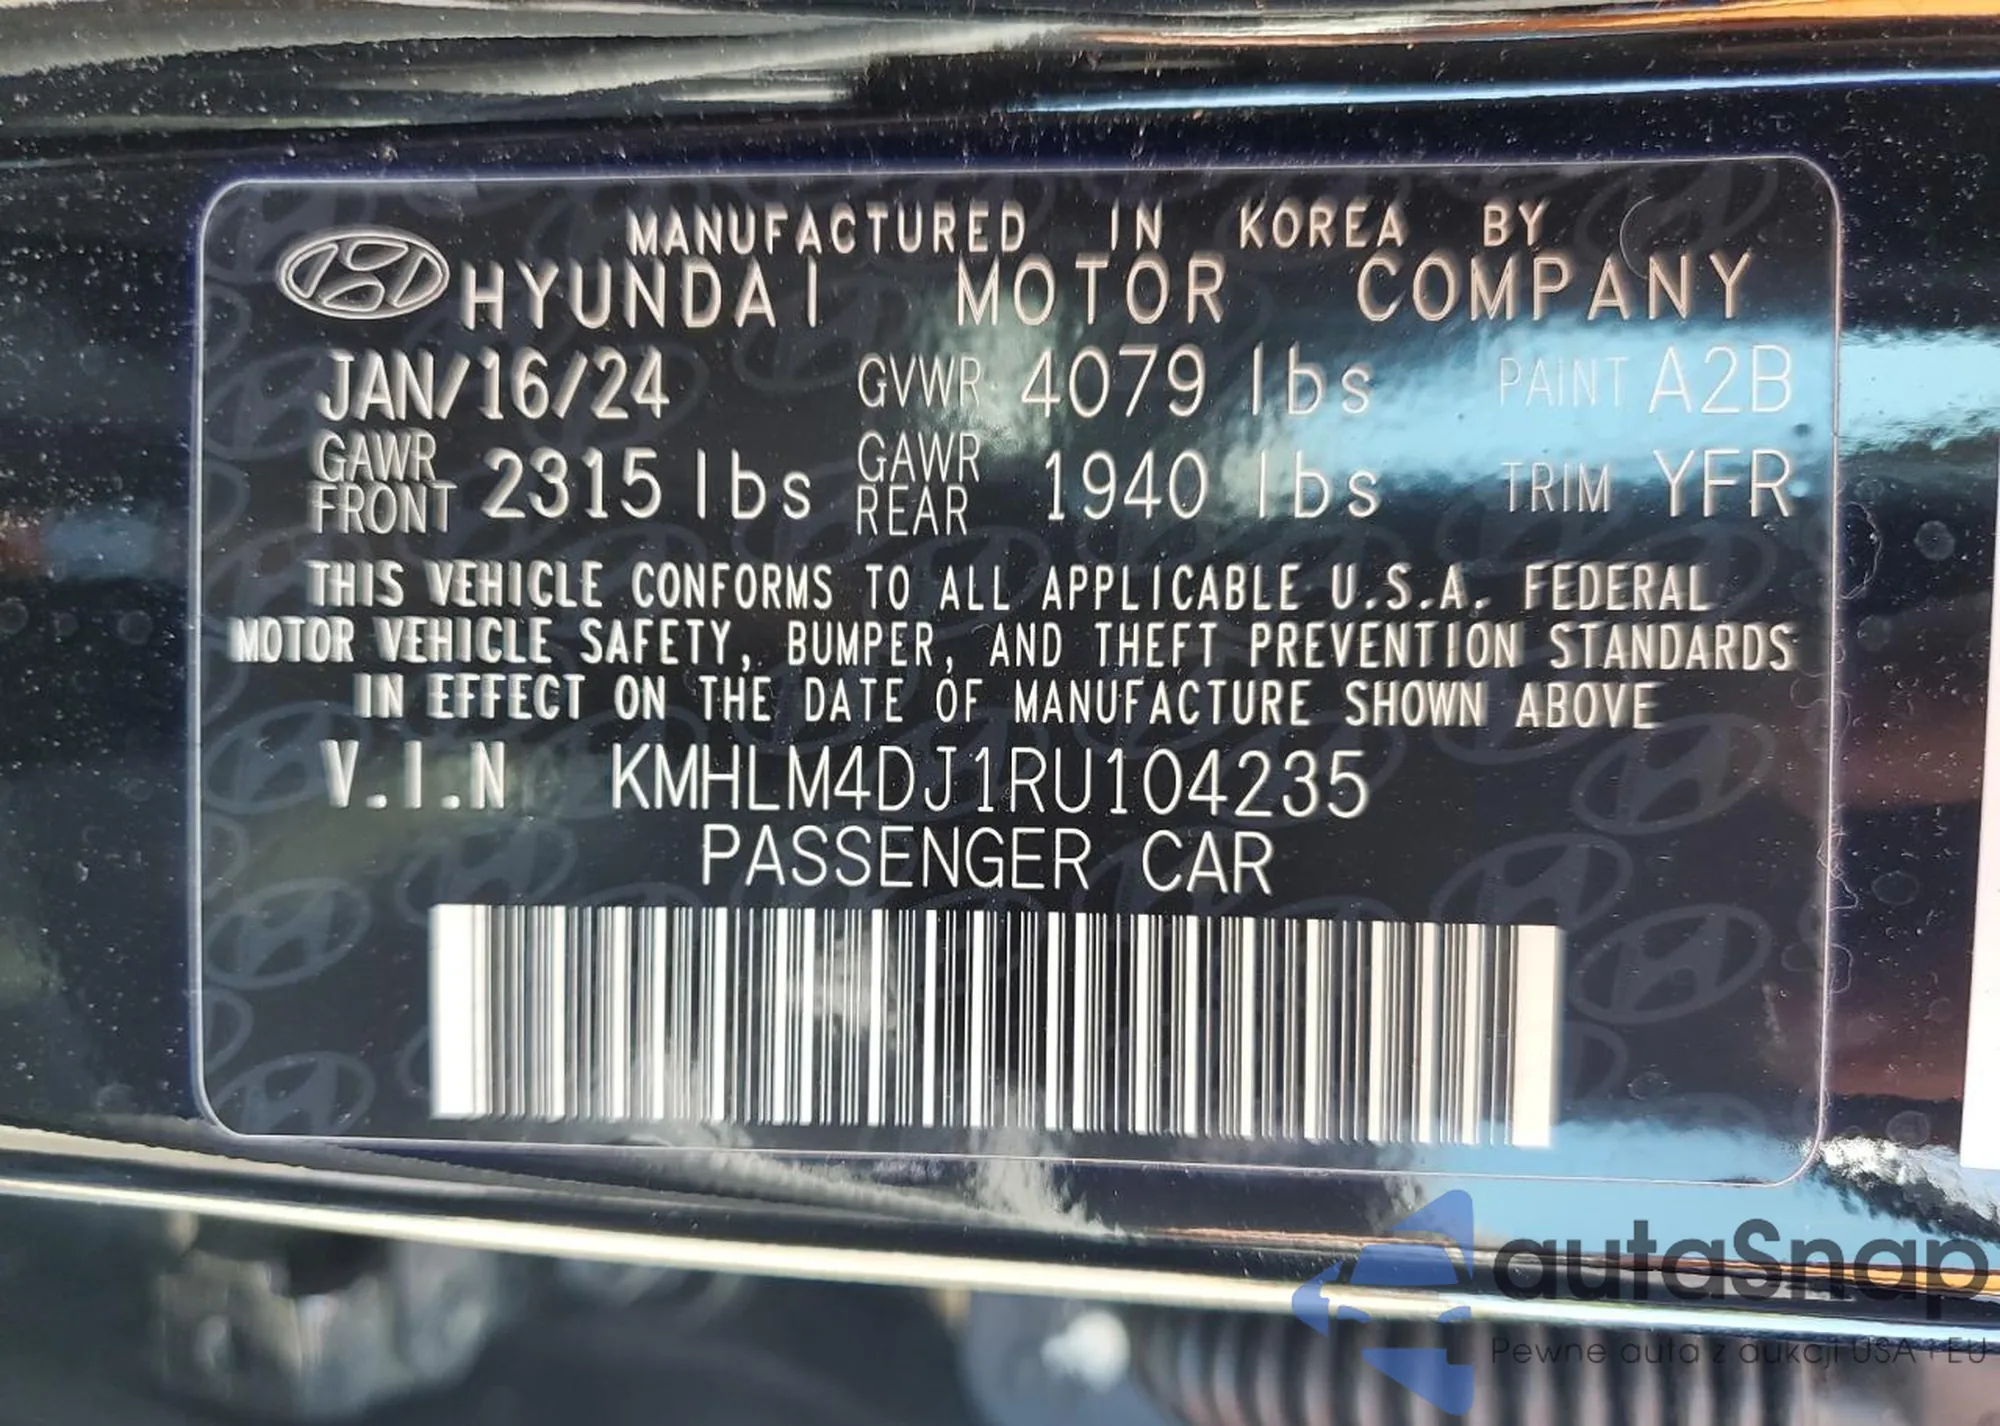 MANUFACTURED IN KOREA BY
HYUNDAI MOTOR COMPANY
JAN/16/24 GVWR 4079 lbs PAINT A2B
GAWR FRONT 2315 lbs GAWR REAR 1940 lbs TRIM YFR
THIS VEHICLE CONFORMS TO ALL APPLICABLE U.S.A. FEDERAL
MOTOR VEHICLE SAFETY, BUMPER, AND THEFT PREVENTION STANDARDS
IN EFFECT ON THE DATE OF MANUFACTURE SHOWN ABOVE
V.I.N KMHLM4DJ1RU104235
PASSENGER CAR
autaSnap
Pewne auta z aukcji USA i EU